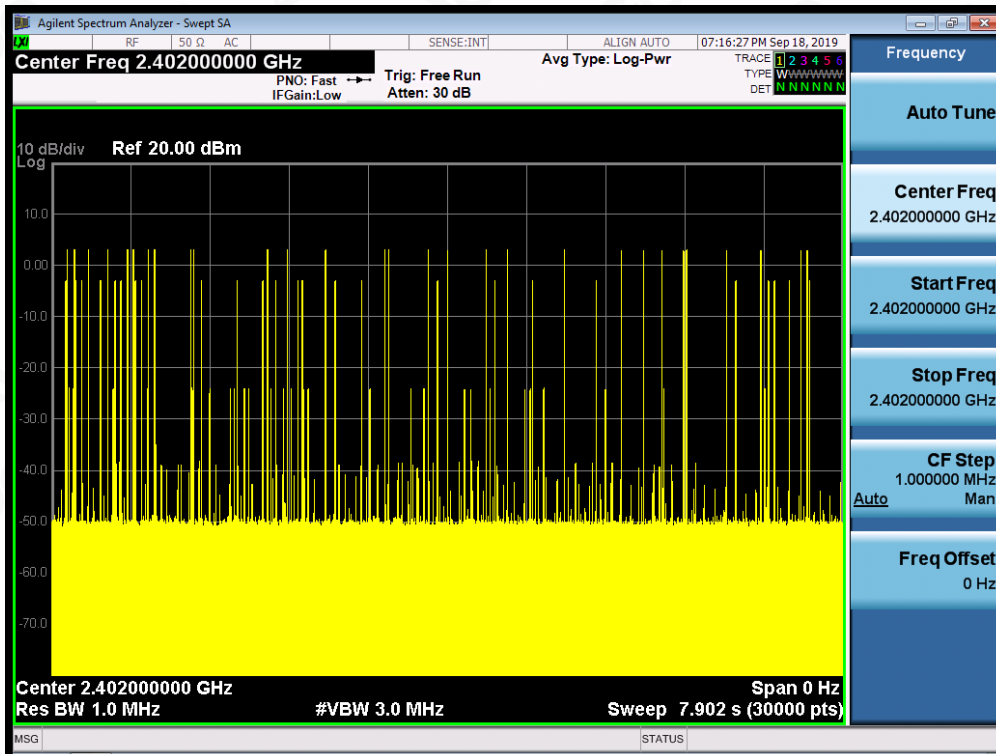 Agilent Spectrum Analyzer - Swept SA
LXI RF 50 Ω AC SENSE:INT ALIGN AUTO 07:16:27 PM Sep 18, 2019
Center Freq 2.402000000 GHz
PNO: Fast
IFGain:Low
Trig: Free Run
Atten: 30 dB
Avg Type: Log-Pwr
TRACE 1 2 3 4 5 6
TYPE WWWWWW
DET N N N N N N
10 dB/div
Log
Ref 20.00 dBm
10.0
0.00
-10.0
-20.0
-30.0
-40.0
-50.0
-60.0
-70.0
Center 2.402000000 GHz
Span 0 Hz
Res BW 1.0 MHz
#VBW 3.0 MHz
Sweep 7.902 s (30000 pts)
MSG
STATUS
Frequency
Auto Tune
Center Freq
2.402000000 GHz
Start Freq
2.402000000 GHz
Stop Freq
2.402000000 GHz
CF Step
1.000000 MHz
Auto Man
Freq Offset
0 Hz